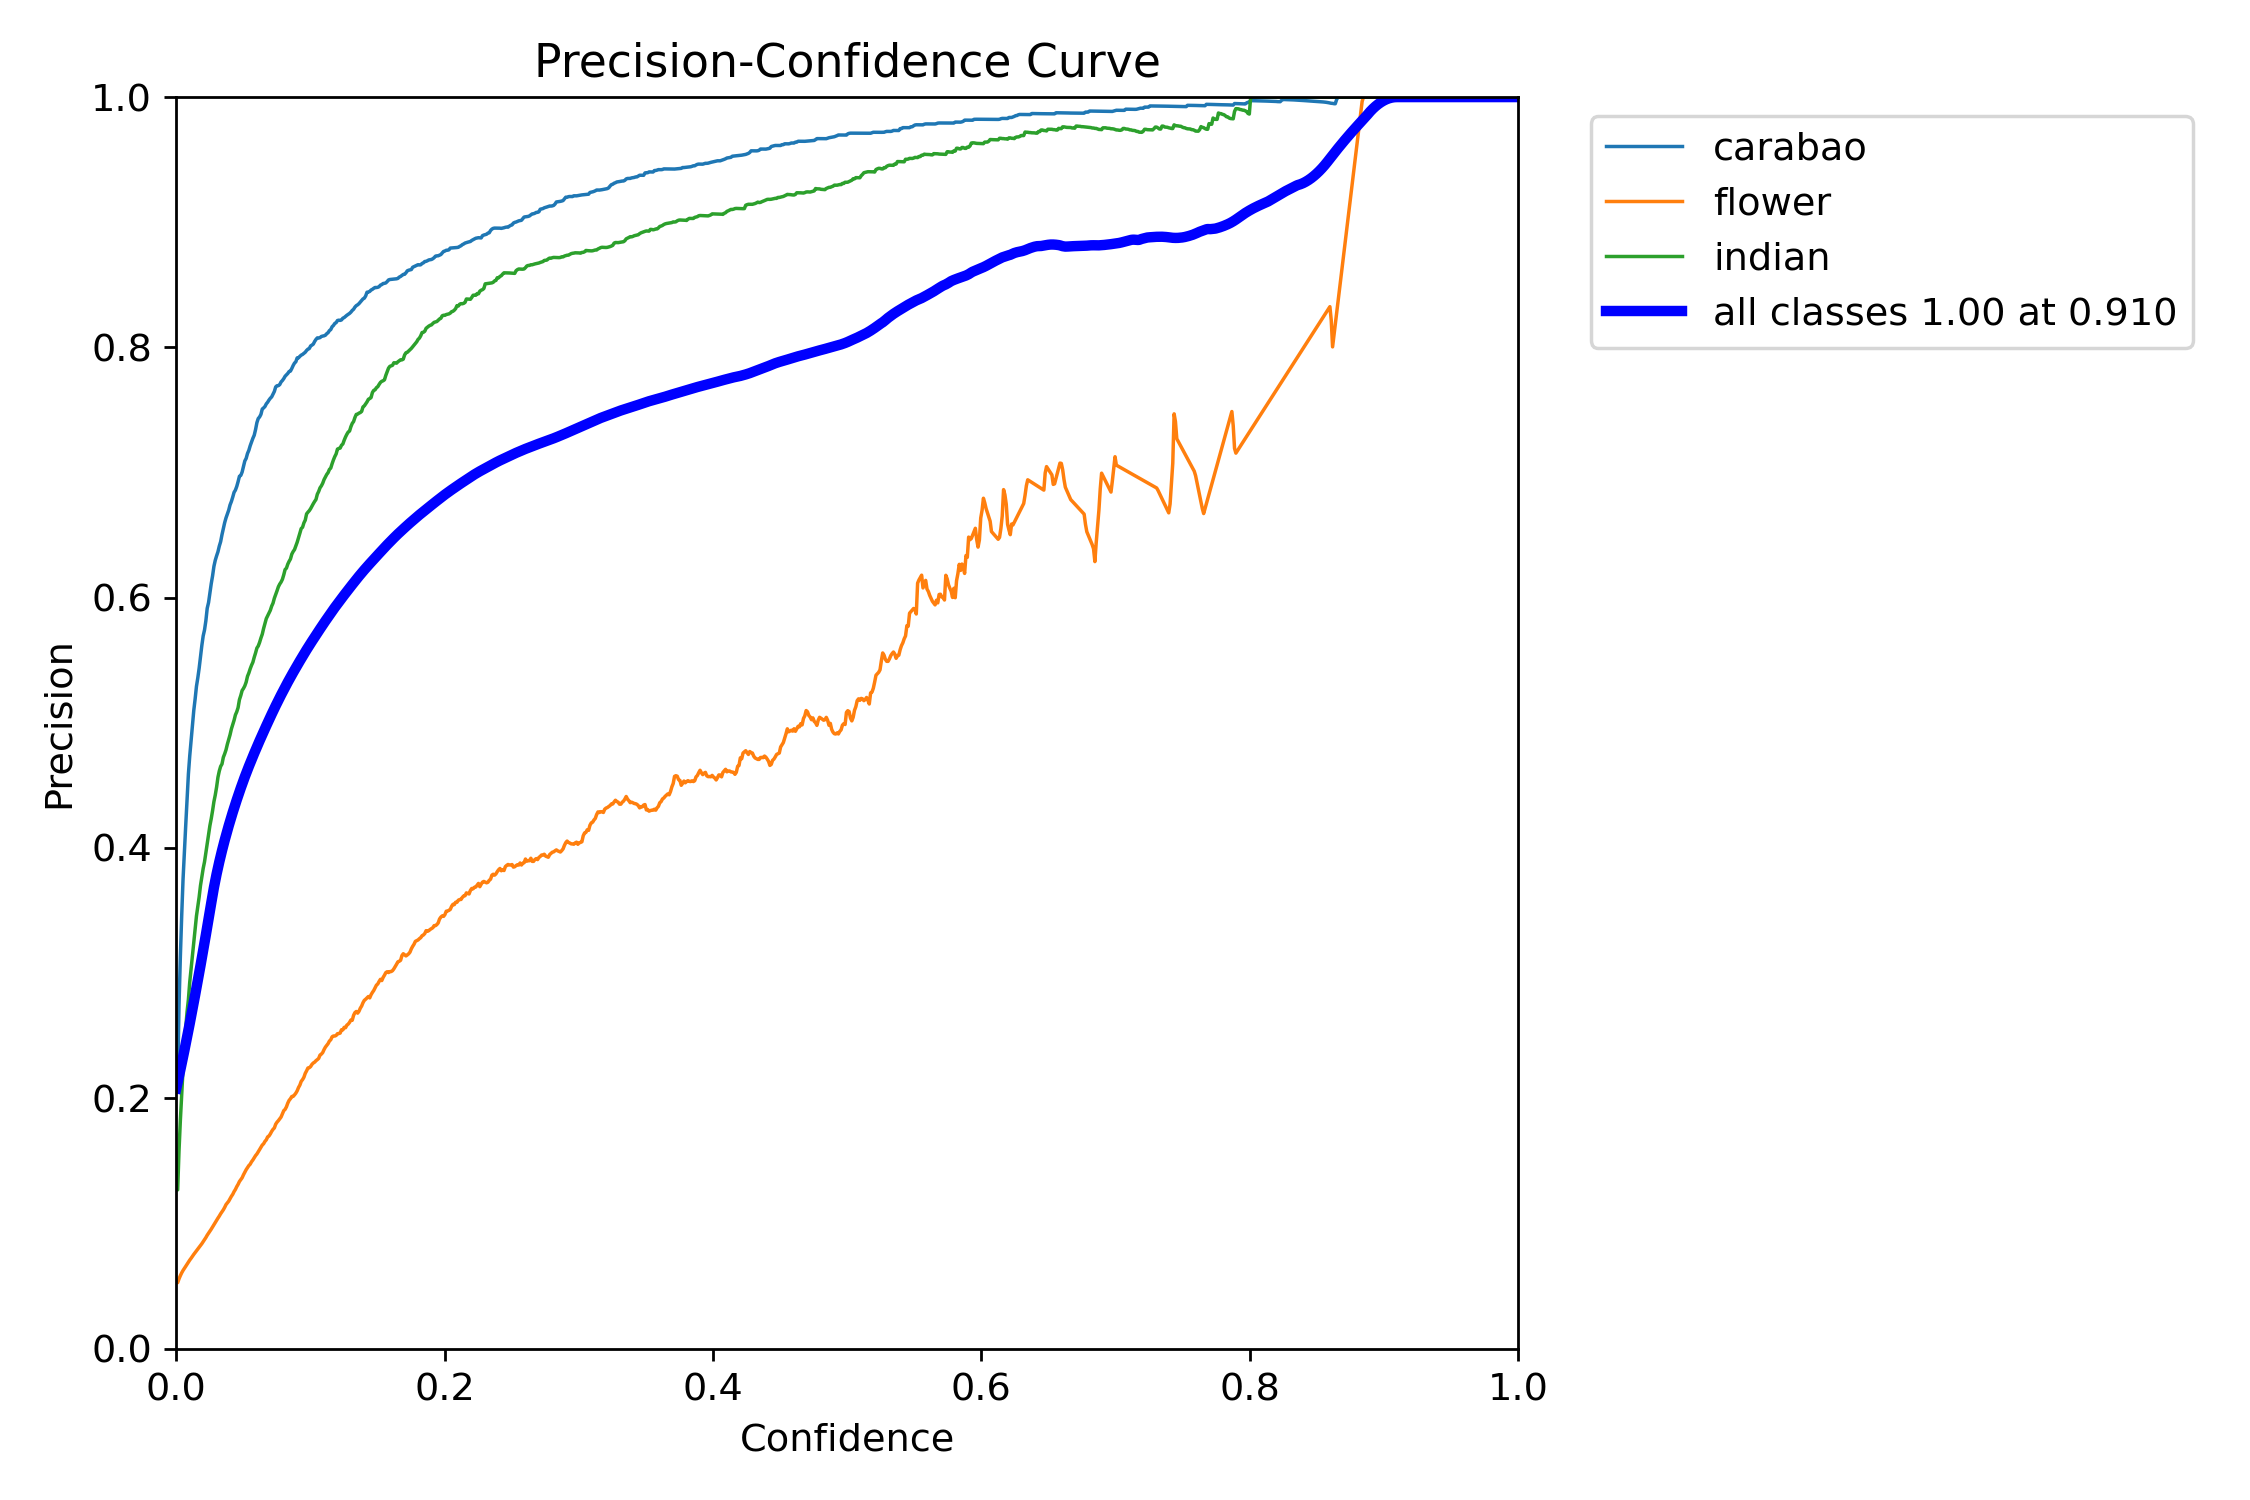 Precision-Confidence Curve
1.0
0.8
0.6
0.4
0.2
0.0
Precision
0.0 0.2 0.4 0.6 0.8 1.0
Confidence
carabao
flower
indian
all classes 1.00 at 0.910